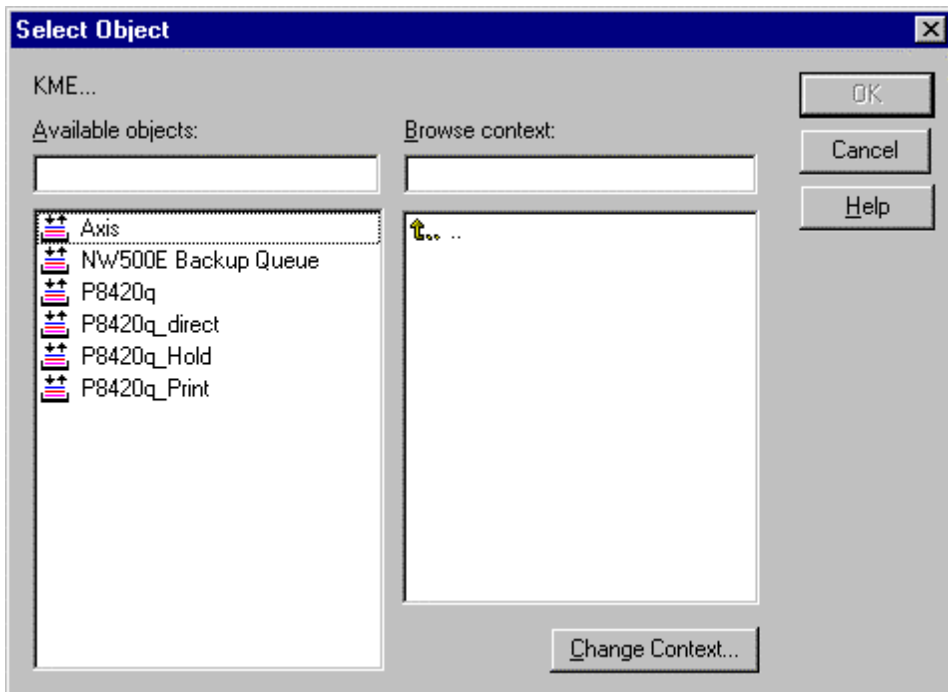 Select Object
KME...
Available objects:
Axis
NW500E Backup Queue
P8420q
P8420q_direct
P8420q_Hold
P8420q_Print
Browse context:
..
Change Context...
OK
Cancel
Help